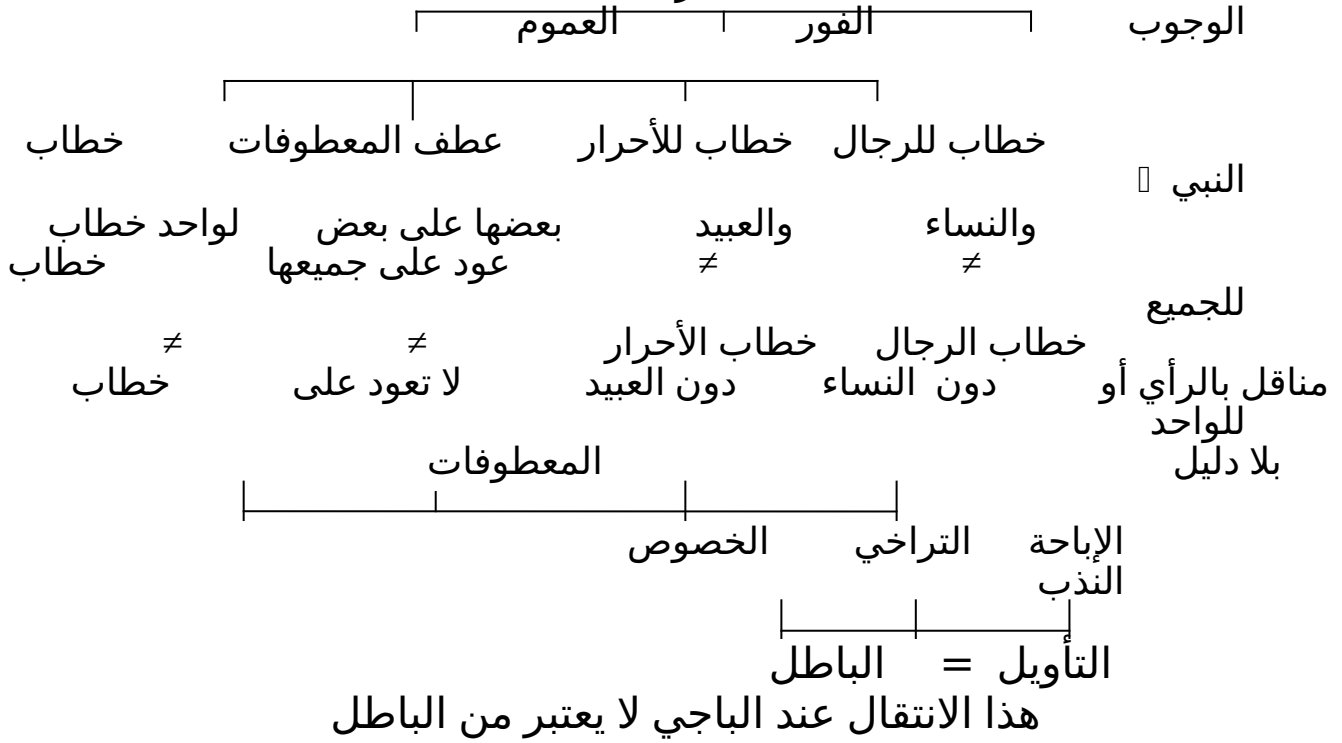 الوجوب الفور العموم
خطاب للرجال خطاب للأحرار عطف المعطوفات خطاب
النبي
والنساء والعبيد بعضها على بعض لواحد خطاب
≠ ≠ عود على جميعها خطاب
للجميع
خطاب الرجال خطاب الأحرار ≠ ≠
مناقل بالرأي أو دون النساء دون العبيد لا تعود على خطاب
للواحد
بلا دليل المعطوفات
الإباحة التراخي الخصوص
النذب
التأويل = الباطل
هذا الانتقال عند الباجي لا يعتبر من الباطل